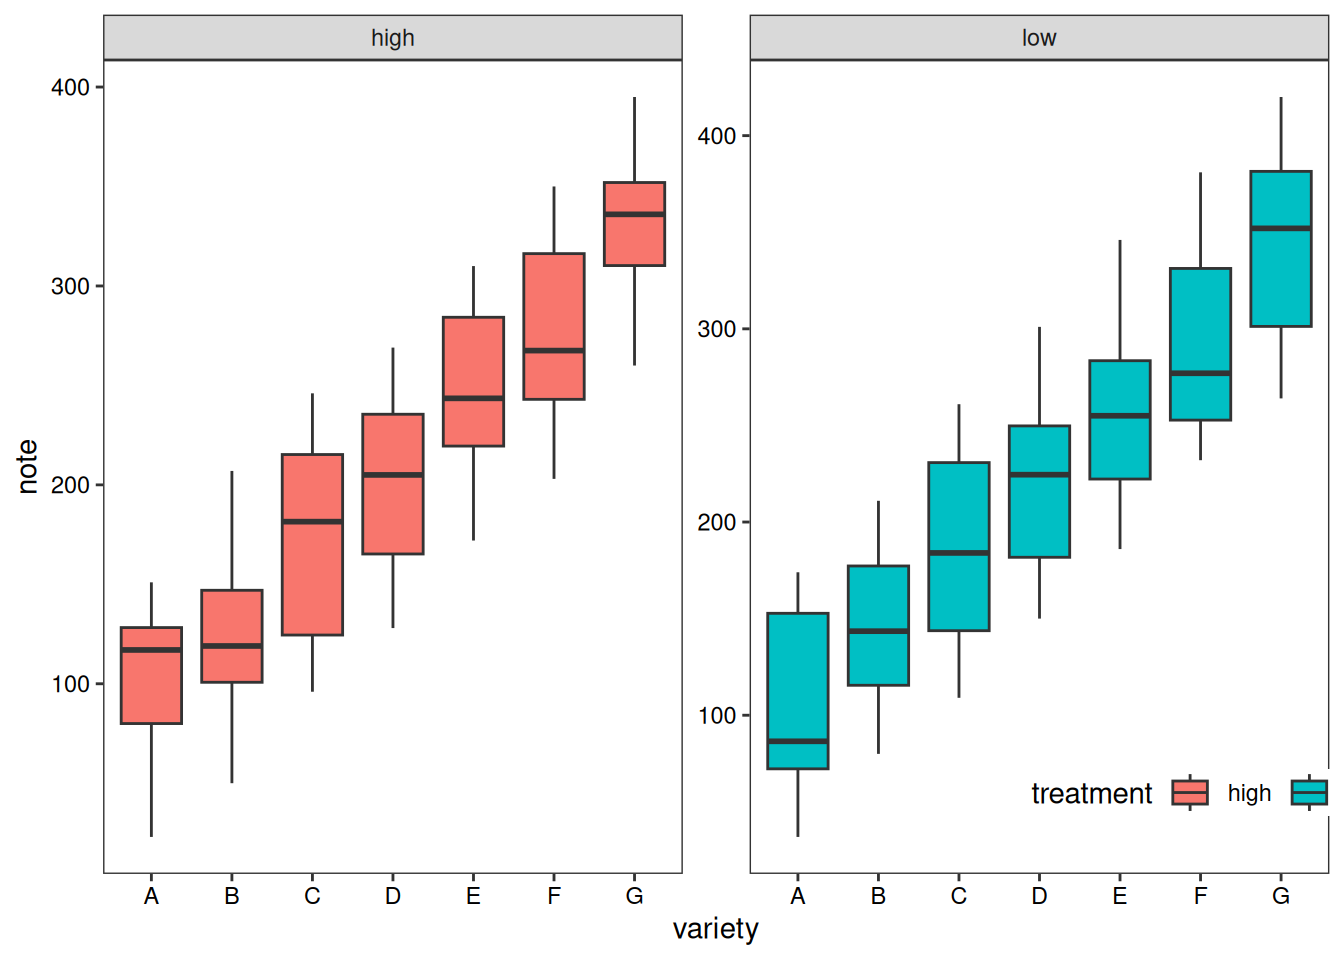 high
low
400
300
200
100
400
300
200
100
note
treatment high
A B C D E F G
A B C D E F G
variety